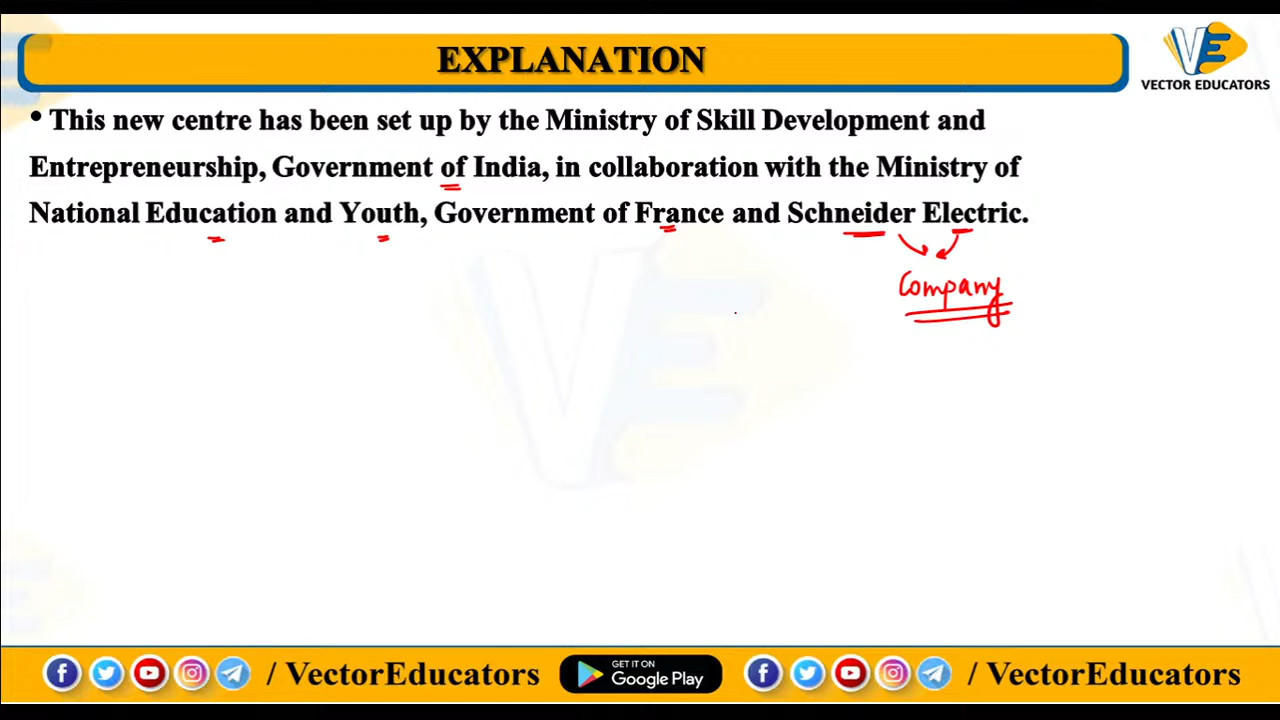 EXPLANATION
VE
VECTOR EDUCATORS
• This new centre has been set up by the Ministry of Skill Development and
Entrepreneurship, Government of India, in collaboration with the Ministry of
National Education and Youth, Government of France and Schneider Electric.
Company
/ VectorEducators
GET IT ON
Google Play
/ VectorEducators